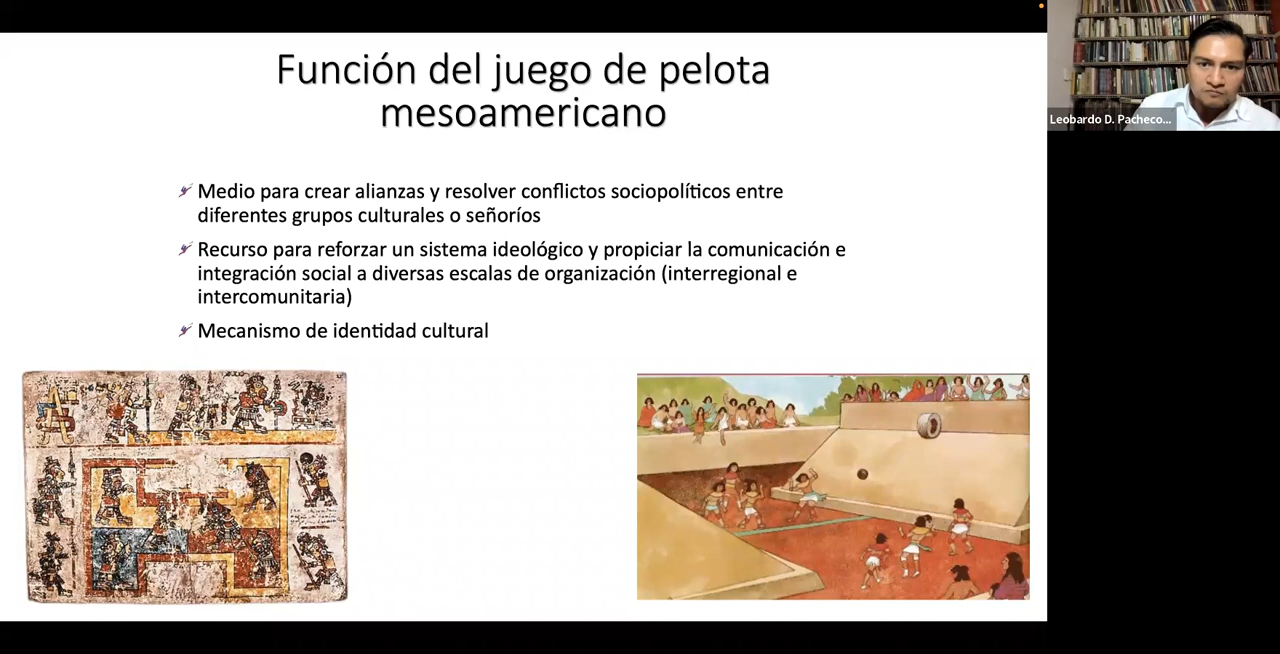 Función del juego de pelota
mesoamericano
Medio para crear alianzas y resolver conflictos sociopolíticos entre
diferentes grupos culturales o señoríos
Recurso para reforzar un sistema ideológico y propiciar la comunicación e
integración social a diversas escalas de organización (interregional e
intercomunitaria)
Mecanismo de identidad cultural
Leobardo D. Pacheco...